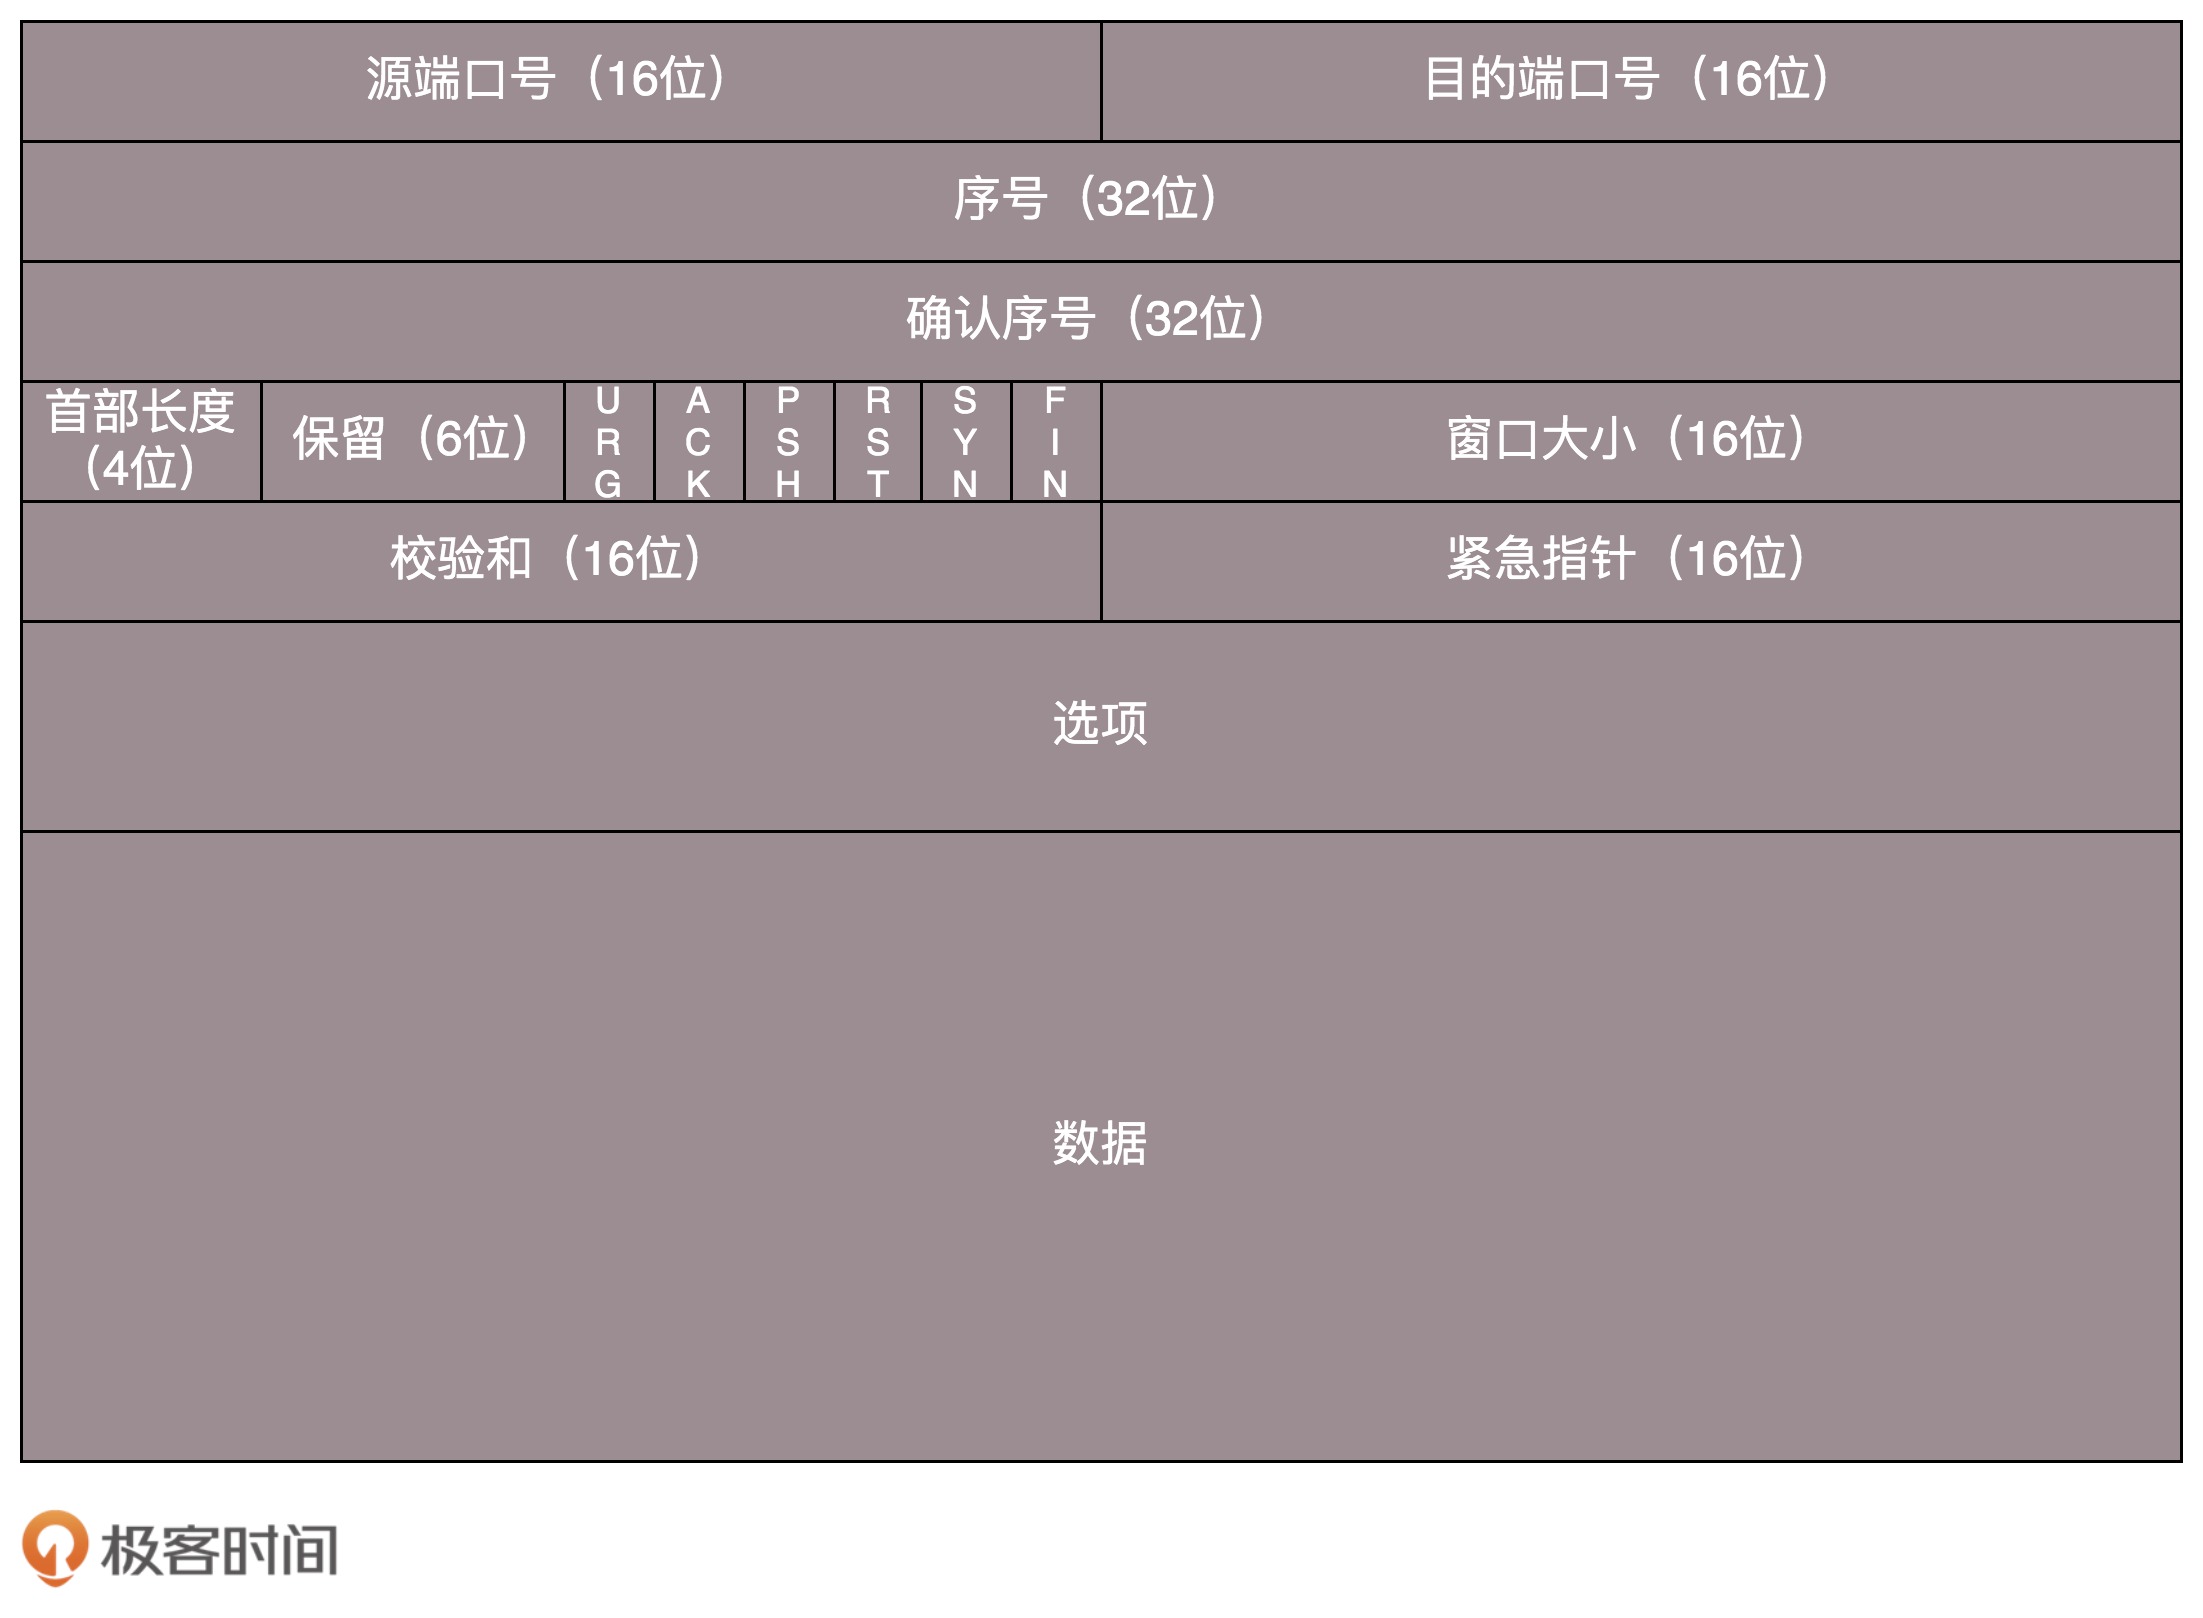 源端口号（16位）
目的端口号（16位）
序号（32位）
确认序号（32位）
首部长度
(4位)
保留（6位）
URG
ACK
PSH
RST
SYN
FIN
窗口大小（16位）
校验和（16位）
紧急指针（16位）
选项
数据
极客时间